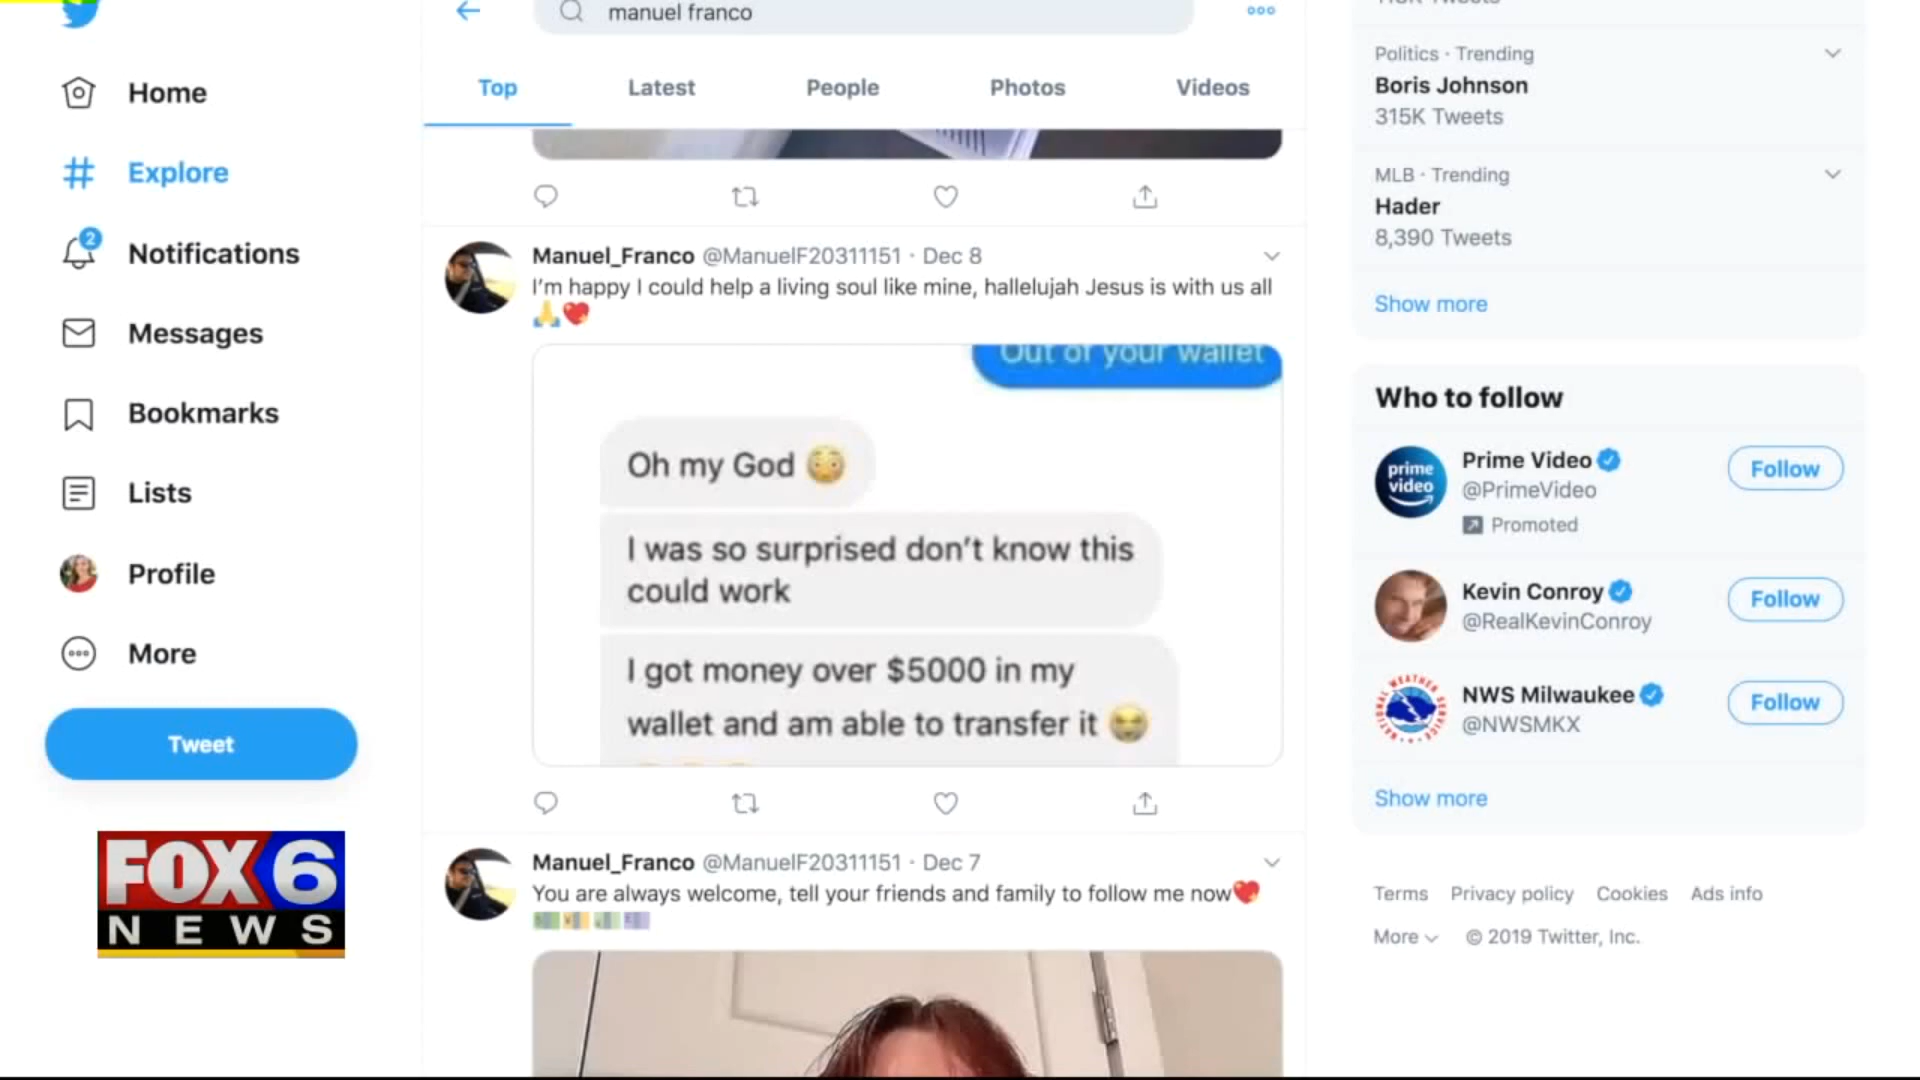 manuel franco
Home
Explore
2
Notifications
Messages
Bookmarks
Lists
Profile
More
Tweet
FOX 6
NEWS
Top
Latest
People
Photos
Videos
Manuel_Franco @ManuelF20311151 · Dec 8
I'm happy I could help a living soul like mine, hallelujah Jesus is with us all
Out of your wallet
Oh my God
I was so surprised don't know this
could work
I got money over $5000 in my
wallet and am able to transfer it
Manuel_Franco @ManuelF20311151 · Dec 7
You are always welcome, tell your friends and family to follow me now
Tweets
Politics · Trending
Boris Johnson
315K Tweets
MLB · Trending
Hader
8,390 Tweets
Show more
Who to follow
prime
video
Prime Video
@PrimeVideo
Promoted
Follow
Kevin Conroy
@RealKevinConroy
Follow
NWS Milwaukee
@NWSMKX
Follow
Show more
Terms Privacy policy Cookies Ads info
More © 2019 Twitter, Inc.